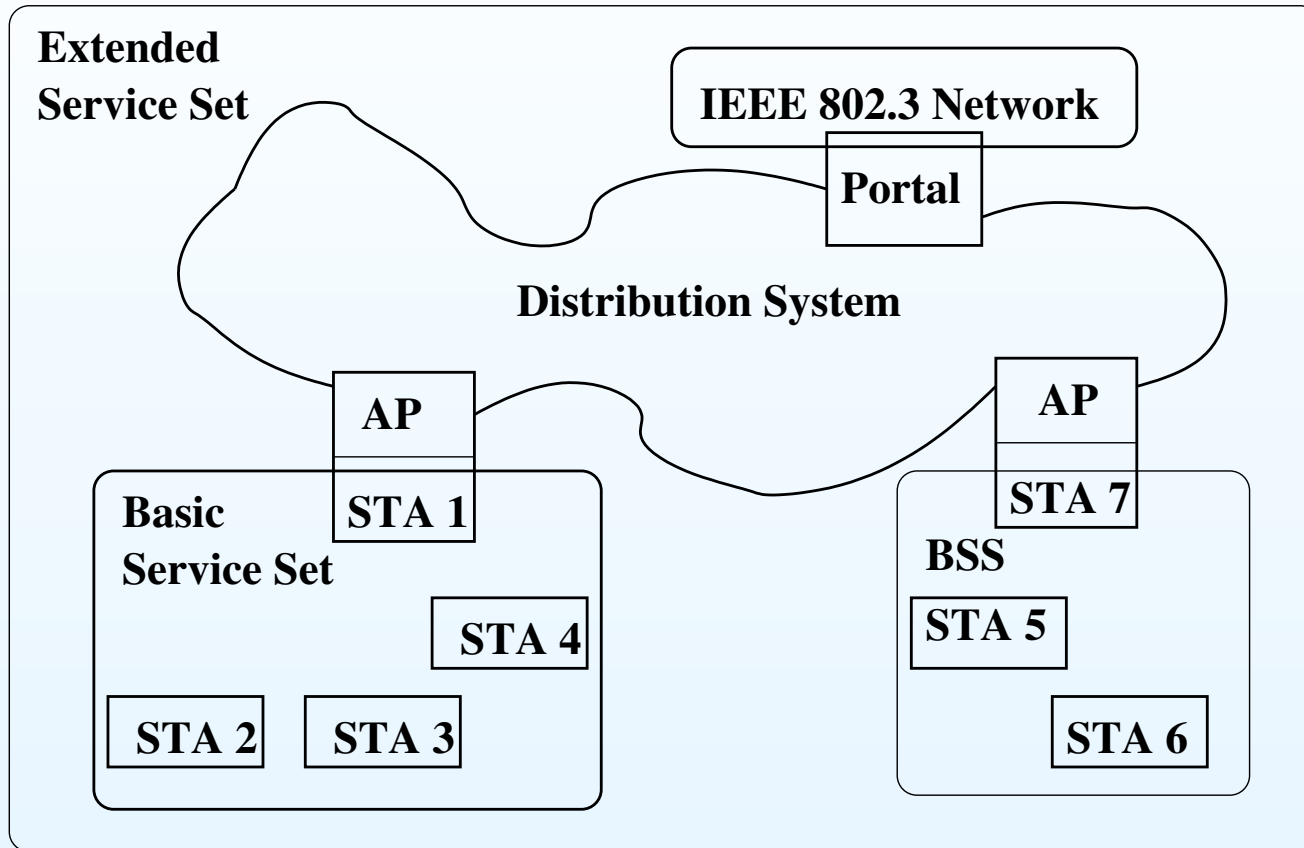 Extended
Service Set
IEEE 802.3 Network
Portal
Distribution System
AP
AP
STA 1
STA 7
Basic
Service Set
BSS
STA 4
STA 5
STA 2
STA 3
STA 6